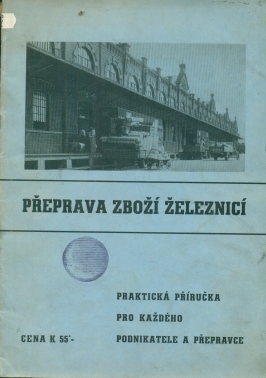 PŘEPRAVA ZBOŽÍ ŽELEZNICÍ
PRAKTICKÁ PŘÍRUČKA
PRO KAŽDÉHO
CENA K 55'- PODNIKATELE A PŘEPRAVCE